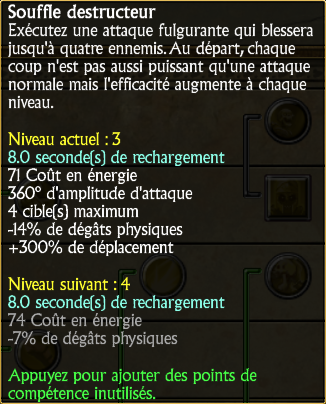 Souffle destructeur
Exécutez une attaque fulgurante qui blessera
jusqu'à quatre ennemis. Au départ, chaque
coup n'est pas aussi puissant qu'une attaque
normale mais l'efficacité augmente à chaque
niveau.
Niveau actuel : 3
8.0 seconde(s) de rechargement
71 Coût en énergie
360° d'amplitude d'attaque
4 cible(s) maximum
-14% de dégâts physiques
+300% de déplacement
Niveau suivant : 4
8.0 seconde(s) de rechargement
74 Coût en énergie
-7% de dégâts physiques
Appuyez pour ajouter des points de
compétence inutilisés.